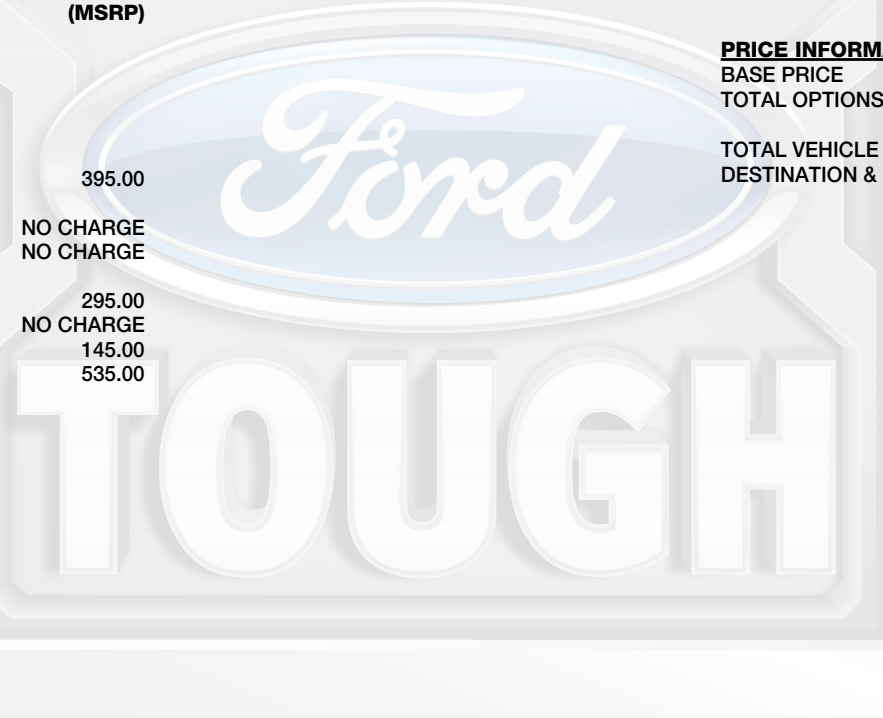 (MSRP)
395.00
NO CHARGE
NO CHARGE
295.00
NO CHARGE
145.00
535.00
PRICE INFORMA
BASE PRICE
TOTAL OPTIONS
TOTAL VEHICLE
DESTINATION &
Ford
TOUGH